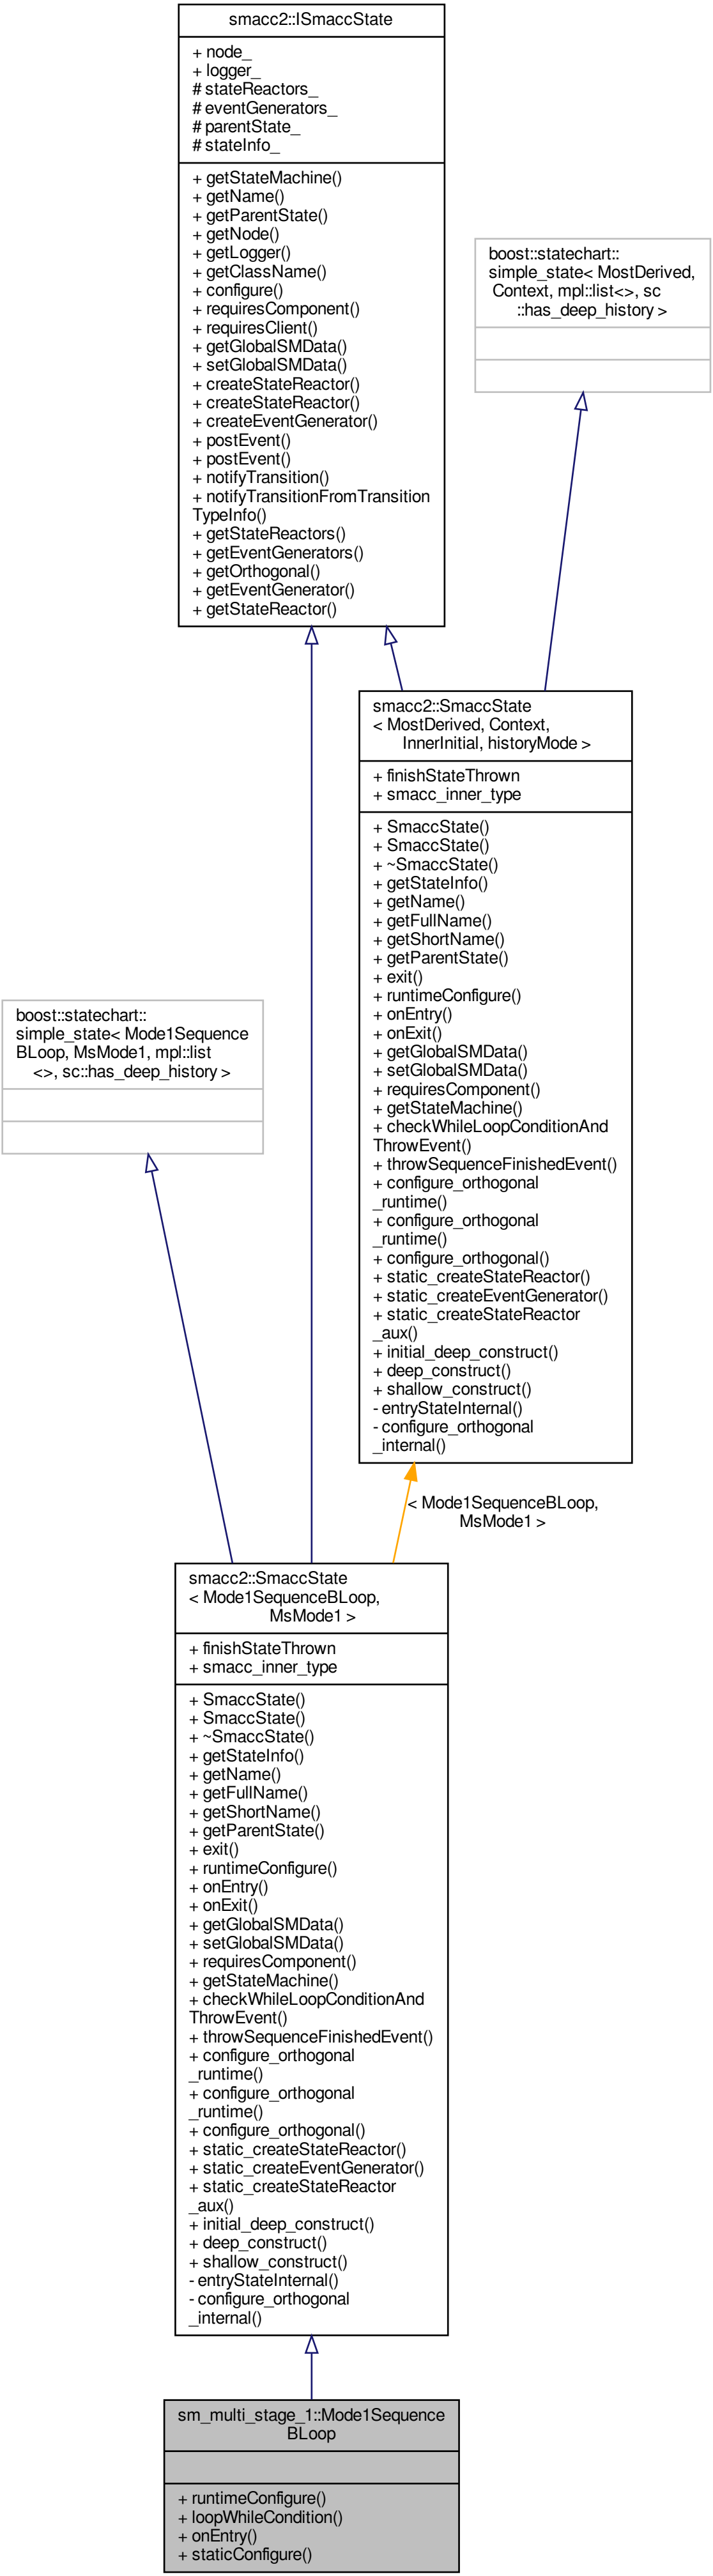 smacc2::ISmaccState
+ node_
+ logger_
# stateReactors_
# eventGenerators_
# parentState_
# stateInfo_
+ getStateMachine()
+ getName()
+ getParentState()
+ getNode()
+ getLogger()
+ getClassName()
+ configure()
+ requiresComponent()
+ requiresClient()
+ getGlobalSMData()
+ setGlobalSMData()
+ createStateReactor()
+ createStateReactor()
+ createEventGenerator()
+ postEvent()
+ postEvent()
+ notifyTransition()
+ notifyTransitionFromTransition
TypeInfo()
+ getStateReactors()
+ getEventGenerators()
+ getOrthogonal()
+ getEventGenerator()
+ getStateReactor()
boost::statechart::
simple_state< MostDerived,
Context, mpl::list<>, sc
::has_deep_history >
smacc2::SmaccState
< MostDerived, Context,
InnerInitial, historyMode >
+ finishStateThrown
+ smacc_inner_type
+ SmaccState()
+ SmaccState()
+ ~SmaccState()
+ getStateInfo()
+ getName()
+ getFullName()
+ getShortName()
+ getParentState()
+ exit()
+ runtimeConfigure()
+ onEntry()
+ onExit()
+ getGlobalSMData()
+ setGlobalSMData()
+ requiresComponent()
+ getStateMachine()
+ checkWhileLoopConditionAnd
ThrowEvent()
+ throwSequenceFinishedEvent()
+ configure_orthogonal
_runtime()
+ configure_orthogonal
_runtime()
+ configure_orthogonal()
+ static_createStateReactor()
+ static_createEventGenerator()
+ static_createStateReactor
_aux()
+ initial_deep_construct()
+ deep_construct()
+ shallow_construct()
- entryStateInternal()
- configure_orthogonal
_internal()
boost::statechart::
simple_state< Mode1Sequence
BLoop, MsMode1, mpl::list
<>, sc::has_deep_history >
< Mode1SequenceBLoop,
MsMode1 >
smacc2::SmaccState
< Mode1SequenceBLoop,
MsMode1 >
+ finishStateThrown
+ smacc_inner_type
+ SmaccState()
+ SmaccState()
+ ~SmaccState()
+ getStateInfo()
+ getName()
+ getFullName()
+ getShortName()
+ getParentState()
+ exit()
+ runtimeConfigure()
+ onEntry()
+ onExit()
+ getGlobalSMData()
+ setGlobalSMData()
+ requiresComponent()
+ getStateMachine()
+ checkWhileLoopConditionAnd
ThrowEvent()
+ throwSequenceFinishedEvent()
+ configure_orthogonal
_runtime()
+ configure_orthogonal
_runtime()
+ configure_orthogonal()
+ static_createStateReactor()
+ static_createEventGenerator()
+ static_createStateReactor
_aux()
+ initial_deep_construct()
+ deep_construct()
+ shallow_construct()
- entryStateInternal()
- configure_orthogonal
_internal()
sm_multi_stage_1::Mode1Sequence
BLoop
+ runtimeConfigure()
+ loopWhileCondition()
+ onEntry()
+ staticConfigure()